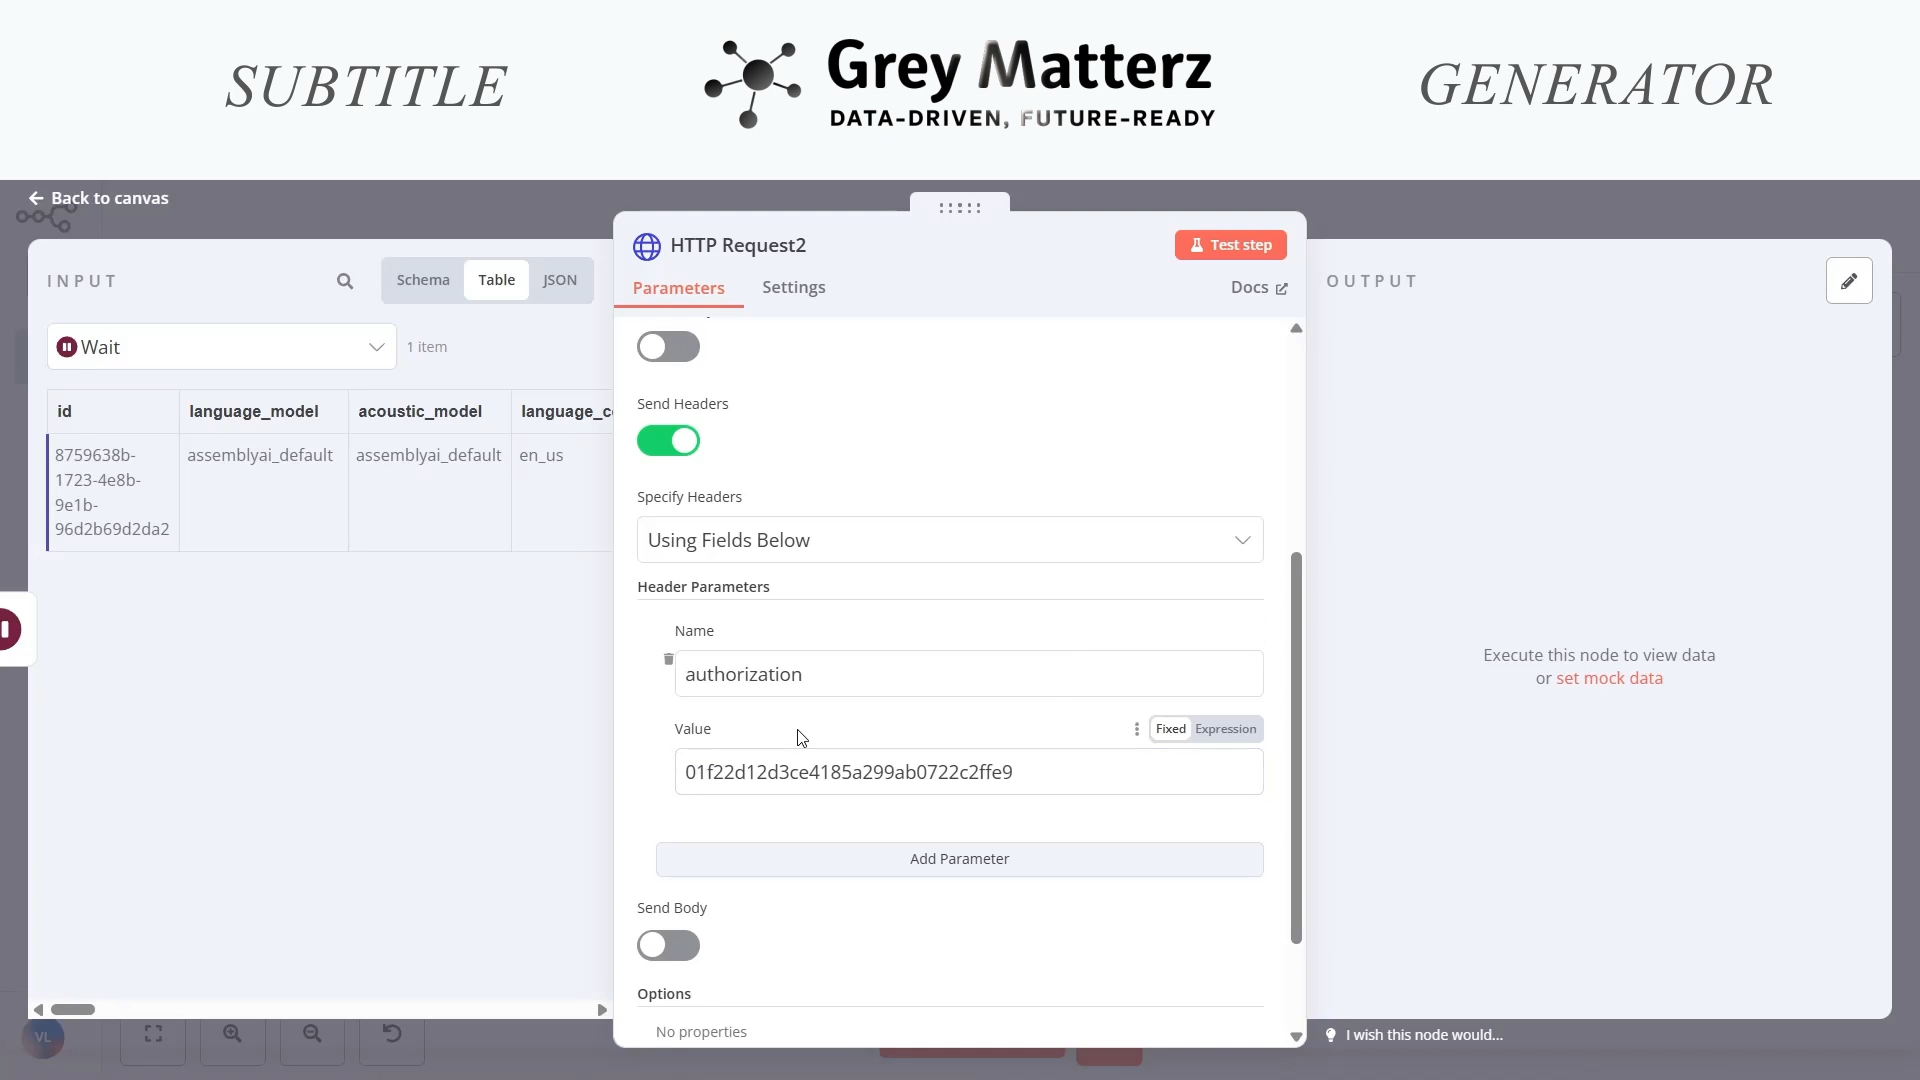 SUBTITLE
Grey Matterz
DATA-DRIVEN, FUTURE-READY
GENERATOR
Back to canvas
INPUT
Schema
Table
JSON
Wait
1 item
id
language_model
acoustic_model
8759638b-
1723-4e8b-
9e1b-
96d2b69d2da2
assemblyai_default
assemblyai_default
en_us
HTTP Request2
Test step
Parameters
Settings
Docs
Send Headers
Specify Headers
Using Fields Below
Header Parameters
Name
authorization
Value
Fixed
Expression
01f22d12d3ce4185a299ab0722c2ffe9
Add Parameter
Send Body
Options
No properties
OUTPUT
Execute this node to view data
or set mock data
VL
I wish this node would...